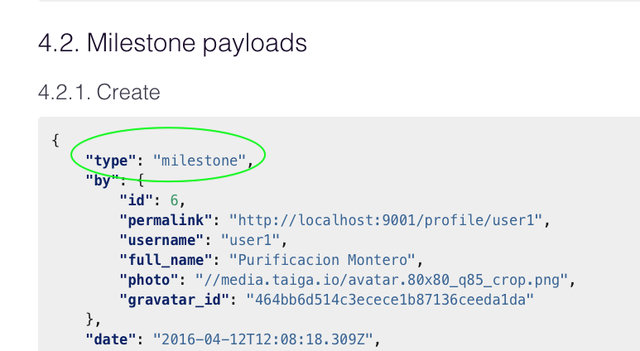 4.2. Milestone payloads
4.2.1. Create
{
"type": "milestone",
"by": {
"id": 6,
"permalink": "http://localhost:9001/profile/user1",
"username": "user1",
"full_name": "Purificacion Montero",
"photo": "//media.taiga.io/avatar.80x80_q85_crop.png",
"gravatar_id": "464bb6d514c3ecece1b87136ceeda1da"
},
"date": "2016-04-12T12:08:18.309Z",